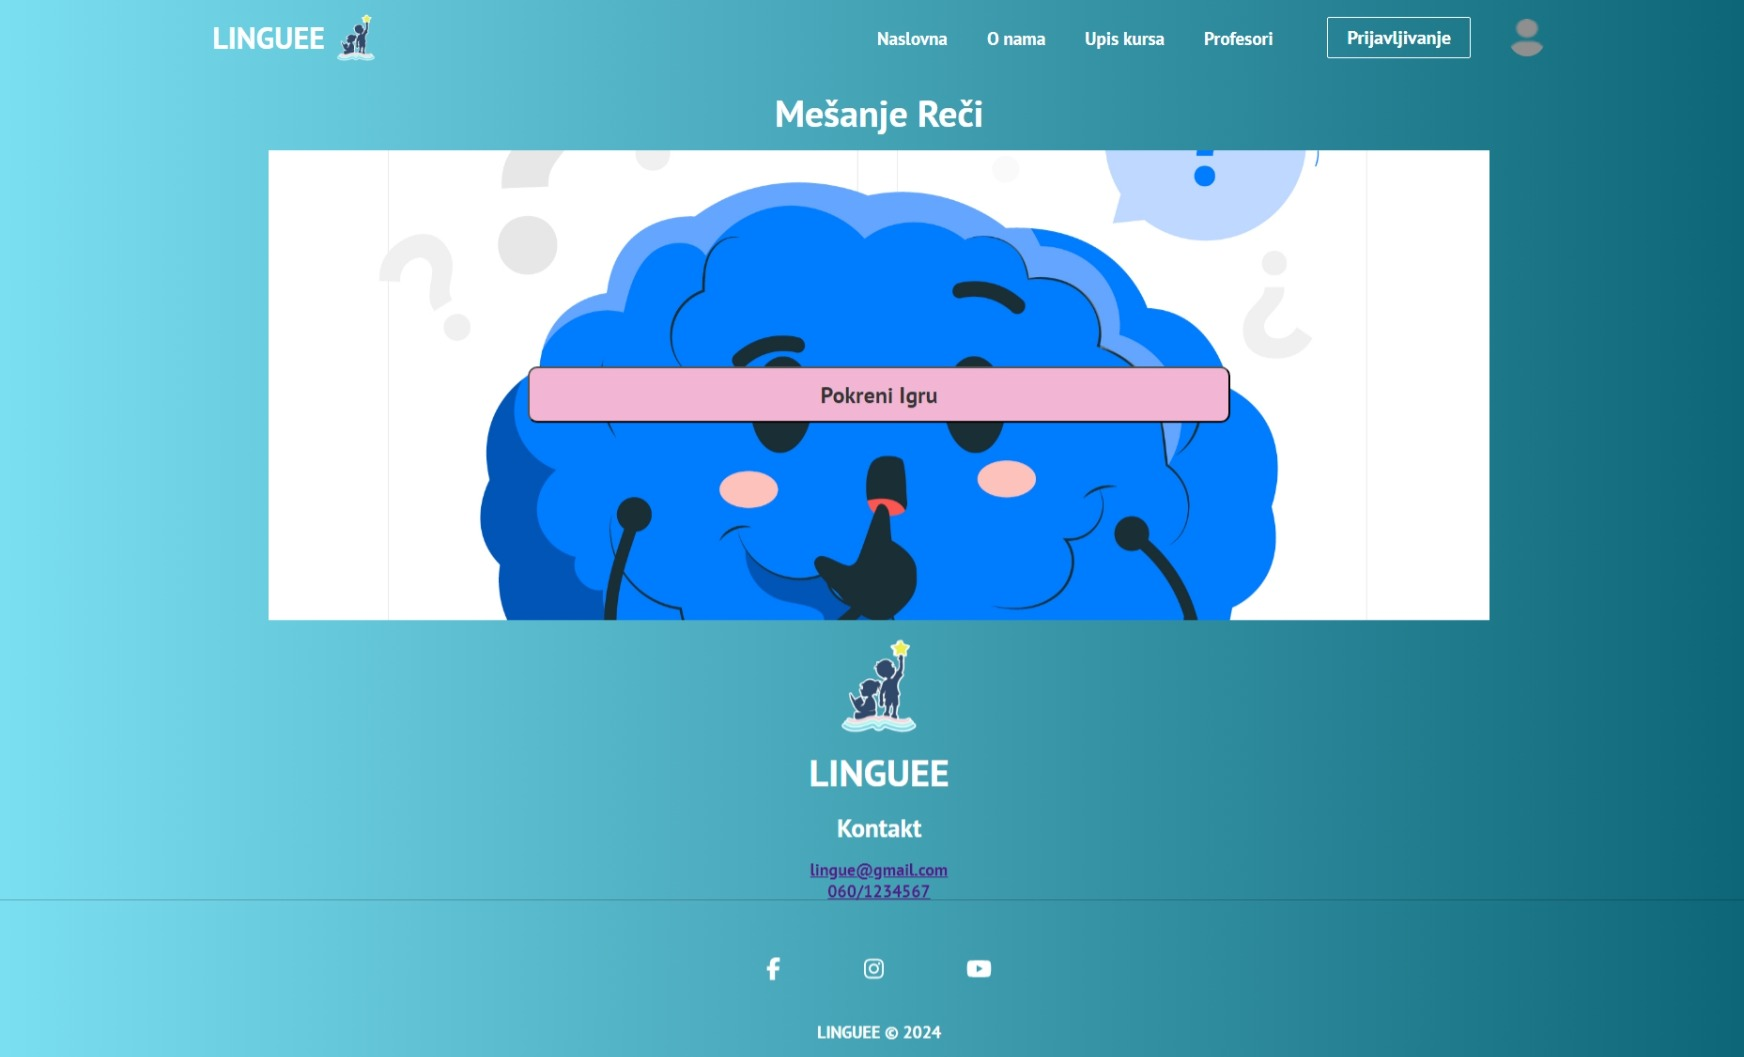 LINGUEE
Naslovna
O nama
Upis kursa
Profesori
Prijavljivanje
Mešanje Reči
Pokreni Igru
LINGUEE
Kontakt
lingue@gmail.com
060/1234567
LINGUEE © 2024